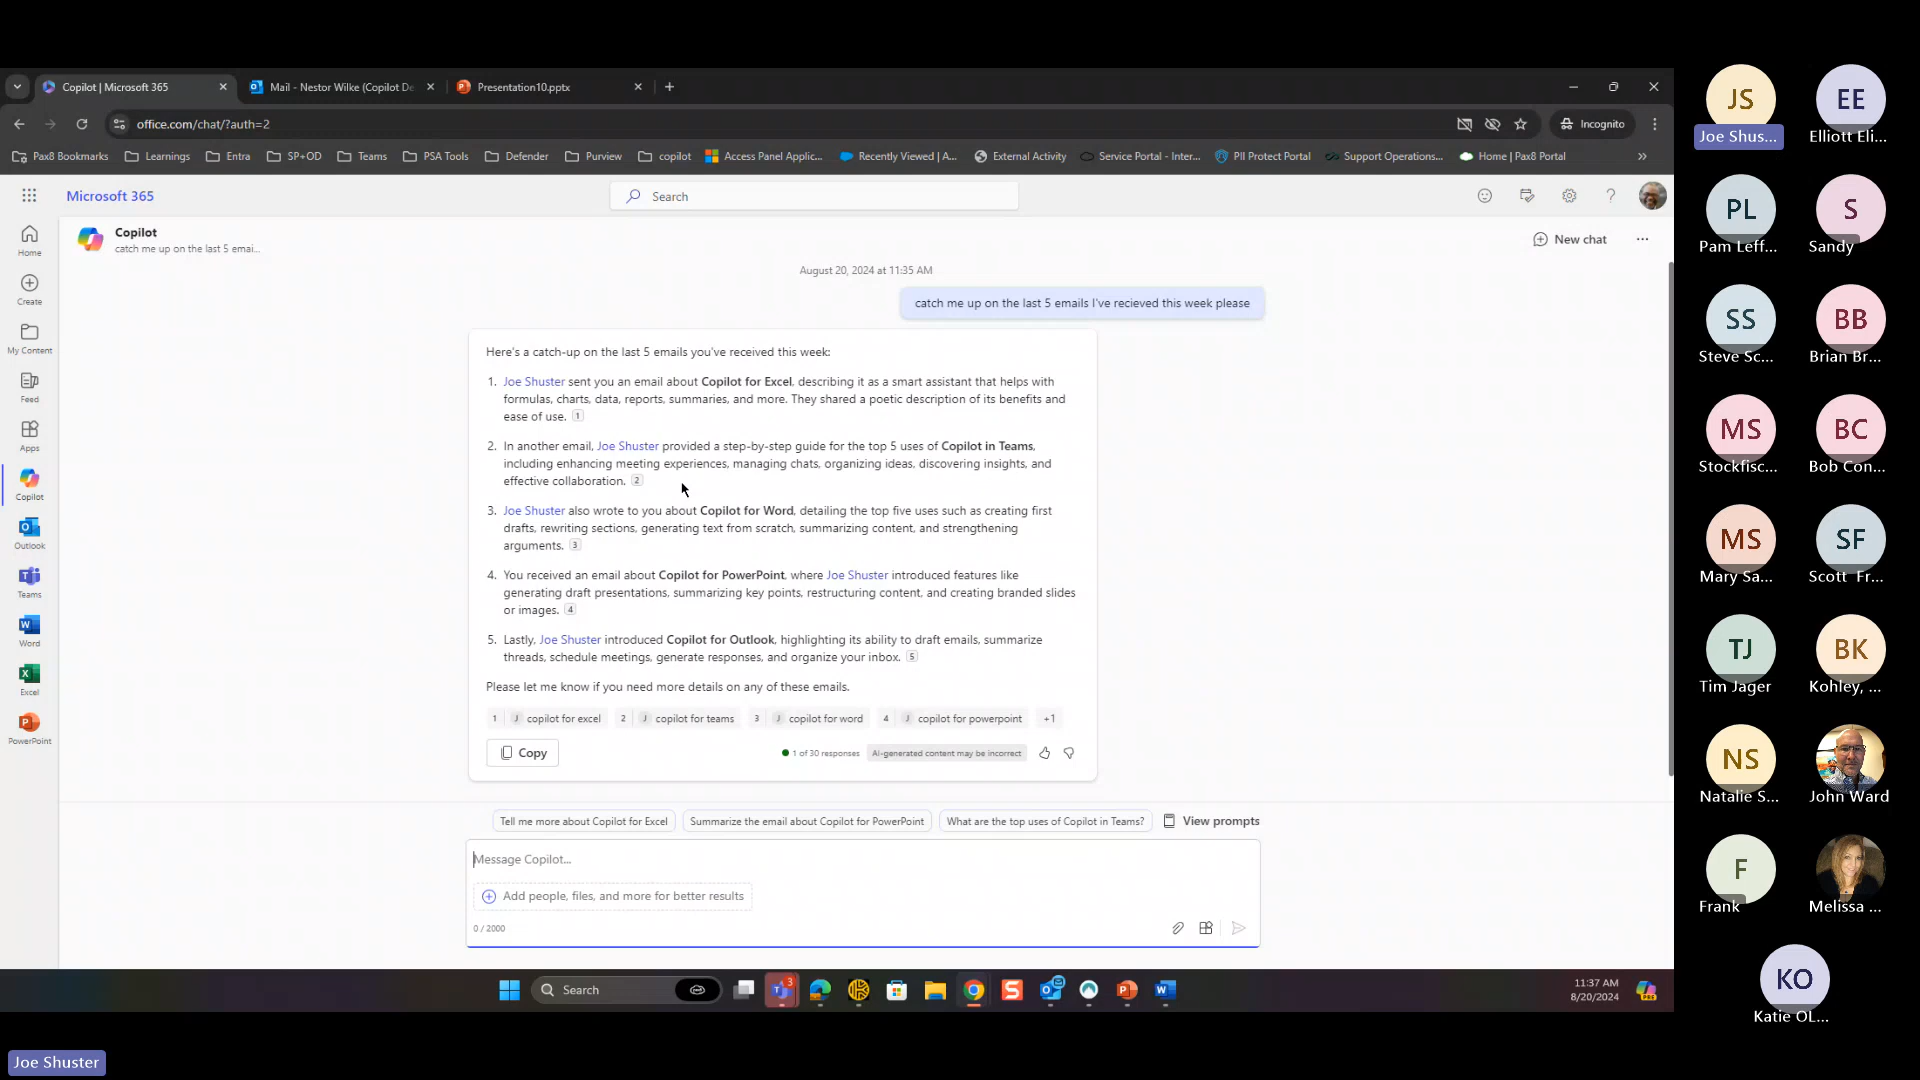 Copilot | Microsoft 365
Mail - Nestor Wilke (Copilot De
Presentation10.pptx
office.com/chat/?auth=2
Incognito
Pax8 Bookmarks
Learnings
Entra
SP+OD
Teams
PSA Tools
Defender
Purview
copilot
Access Panel Applic...
Recently Viewed | A...
External Activity
Service Portal - Inter...
PII Protect Portal
Support Operations...
Home | Pax8 Portal
Microsoft 365
Search
Home
Create
My Content
Feed
Apps
Copilot
Outlook
Teams
Word
Excel
PowerPoint
Copilot
catch me up on the last 5 emai...
New chat
August 20, 2024 at 11:35 AM
catch me up on the last 5 emails I've recieved this week please
Here's a catch-up on the last 5 emails you've received this week:
1. Joe Shuster sent you an email about Copilot for Excel, describing it as a smart assistant that helps with
formulas, charts, data, reports, summaries, and more. They shared a poetic description of its benefits and
ease of use. 1
2. In another email, Joe Shuster provided a step-by-step guide for the top 5 uses of Copilot in Teams,
including enhancing meeting experiences, managing chats, organizing ideas, discovering insights, and
effective collaboration. 2
3. Joe Shuster also wrote to you about Copilot for Word, detailing the top five uses such as creating first
drafts, rewriting sections, generating text from scratch, summarizing content, and strengthening
arguments. 3
4. You received an email about Copilot for PowerPoint, where Joe Shuster introduced features like
generating draft presentations, summarizing key points, restructuring content, and creating branded slides
or images. 4
5. Lastly, Joe Shuster introduced Copilot for Outlook, highlighting its ability to draft emails, summarize
threads, schedule meetings, generate responses, and organize your inbox. 5
Please let me know if you need more details on any of these emails.
1 J copilot for excel 2 J copilot for teams 3 J copilot for word 4 J copilot for powerpoint +1
Copy
1 of 30 responses
AI-generated content may be incorrect
Tell me more about Copilot for Excel
Summarize the email about Copilot for PowerPoint
What are the top uses of Copilot in Teams?
View prompts
Message Copilot...
Add people, files, and more for better results
0 / 2000
Search
3
11:37 AM
8/20/2024
Joe Shuster
JS
Joe Shus...
EE
Elliott Eli...
PL
Pam Leff...
S
Sandy
SS
Steve Sc...
BB
Brian Br...
MS
Stockfisc...
BC
Bob Con...
MS
Mary Sa...
SF
Scott Fr...
TJ
Tim Jager
BK
Kohley, ...
NS
Natalie S...
John Ward
F
Frank
Melissa ...
KO
Katie OL...